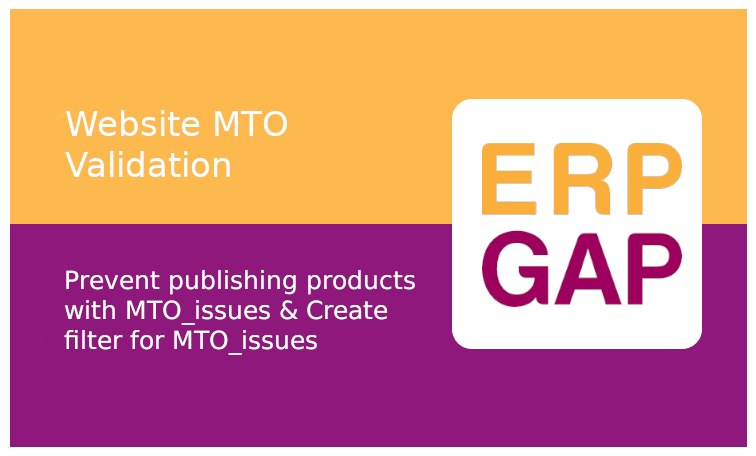 Website MTO
Validation
ERP
GAP
Prevent publishing products
with MTO_issues & Create
filter for MTO_issues